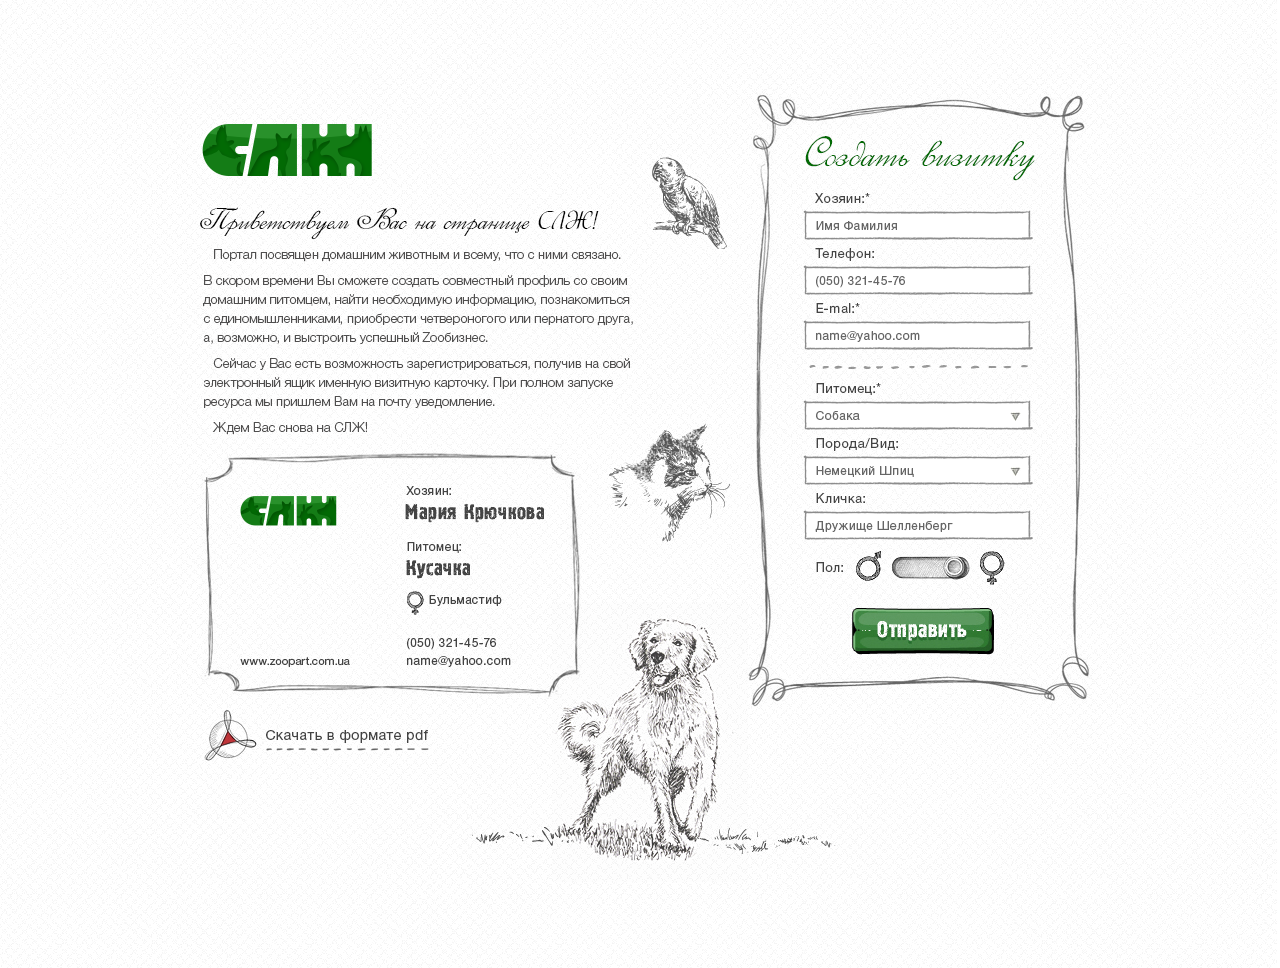 СЛЖ
Приветствуем Вас на странице СЛЖ!
Портал посвящен домашним животным и всему, что с ними связано.
В скором времени Вы сможете создать совместный профиль со своим
домашним питомцем, найти необходимую информацию, познакомиться
с единомышленниками, приобрести четвероногого или пернатого друга,
а, возможно, и выстроить успешный Zообизнес.
Сейчас у Вас есть возможность зарегистрироваться, получив на свой
электронный ящик именную визитную карточку. При полном запуске
ресурса мы пришлем Вам на почту уведомление.
Ждем Вас снова на СЛЖ!
СЛЖ
Хозяин:
Мария Крючкова
Питомец:
Кусачка
Бульмастиф
(050) 321-45-76
name@yahoo.com
www.zoopart.com.ua
Скачать в формате pdf
Создать визитку
Хозяин:*
Имя Фамилия
Телефон:
(050) 321-45-76
E-mal:*
name@yahoo.com
Питомец:*
Собака
Порода/Вид:
Немецкий Шпиц
Кличка:
Дружище Шелленберг
Пол:
Отправить